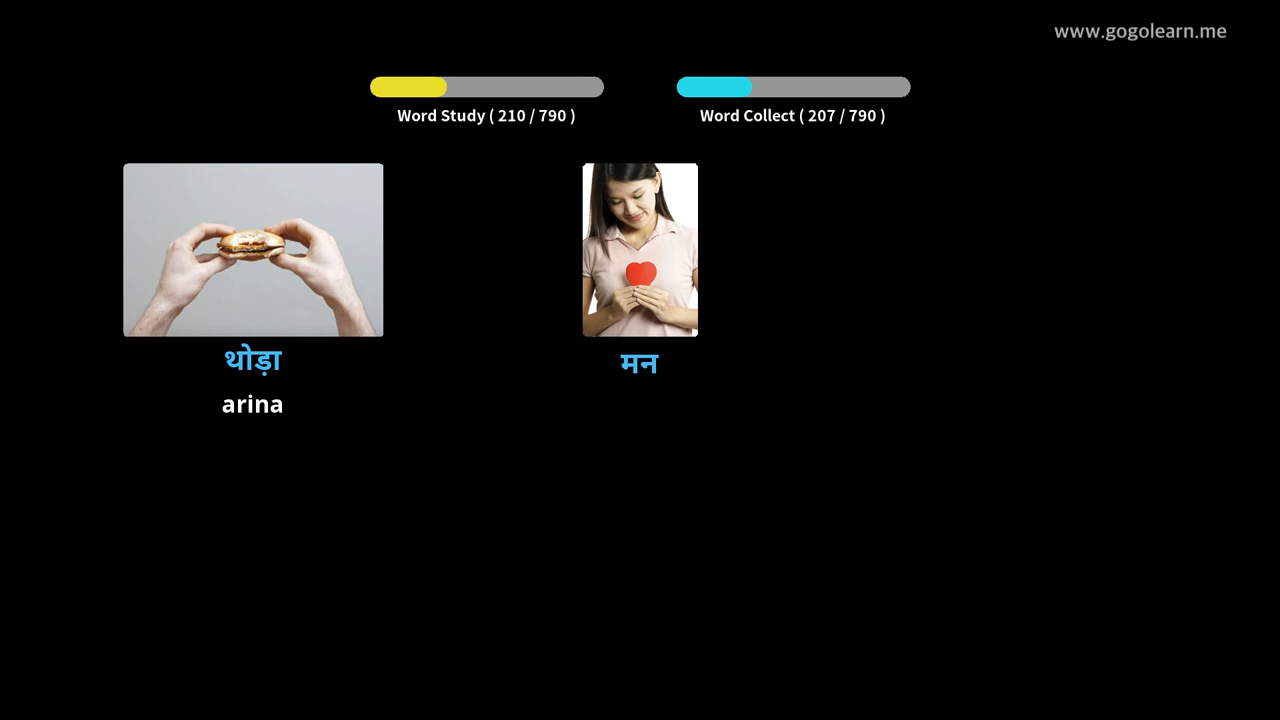 www.gogolearn.me
Word Study ( 210 / 790 )
Word Collect ( 207 / 790 )
थोड़ा
मन
arina